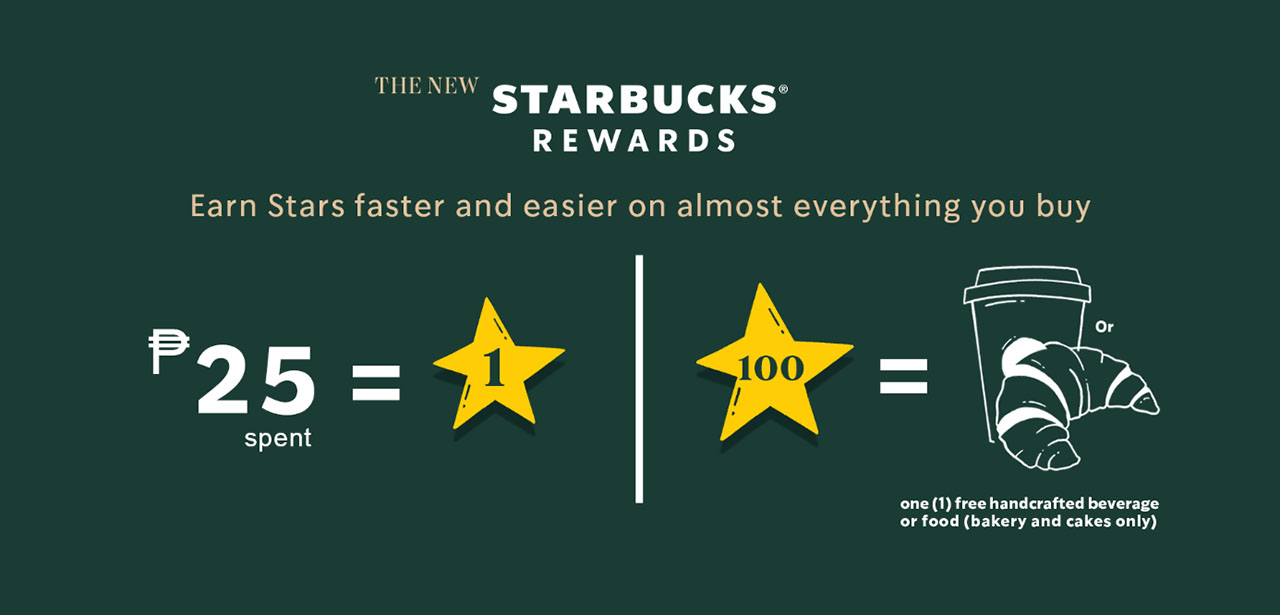 THE NEW STARBUCKS®
REWARDS
Earn Stars faster and easier on almost everything you buy
₱25 = 1
spent
100 =
Or
one (1) free handcrafted beverage
or food (bakery and cakes only)